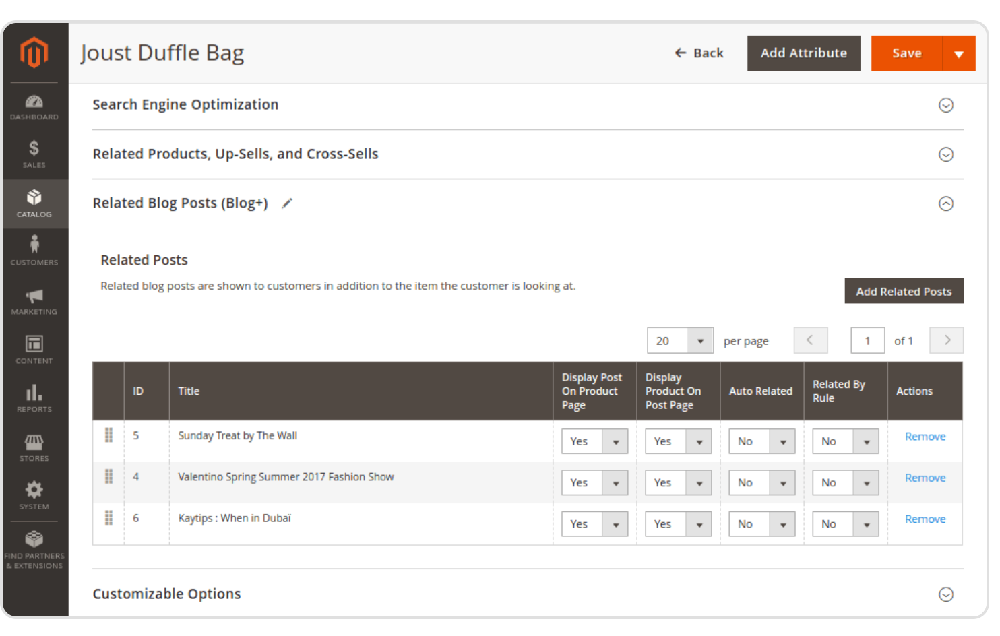 Joust Duffle Bag
Back
Add Attribute
Save
DASHBOARD
SALES
CATALOG
CUSTOMERS
MARKETING
CONTENT
REPORTS
STORES
SYSTEM
FIND PARTNERS
& EXTENSIONS
Search Engine Optimization
Related Products, Up-Sells, and Cross-Sells
Related Blog Posts (Blog+)
Related Posts
Related blog posts are shown to customers in addition to the item the customer is looking at.
Add Related Posts
20 per page 1 of 1
ID Title Display Post On Product Page Display Product On Post Page Auto Related Related By Rule Actions
5 Sunday Treat by The Wall Yes Yes No No Remove
4 Valentino Spring Summer 2017 Fashion Show Yes Yes No No Remove
6 Kaytips : When in Dubaï Yes Yes No No Remove
Customizable Options